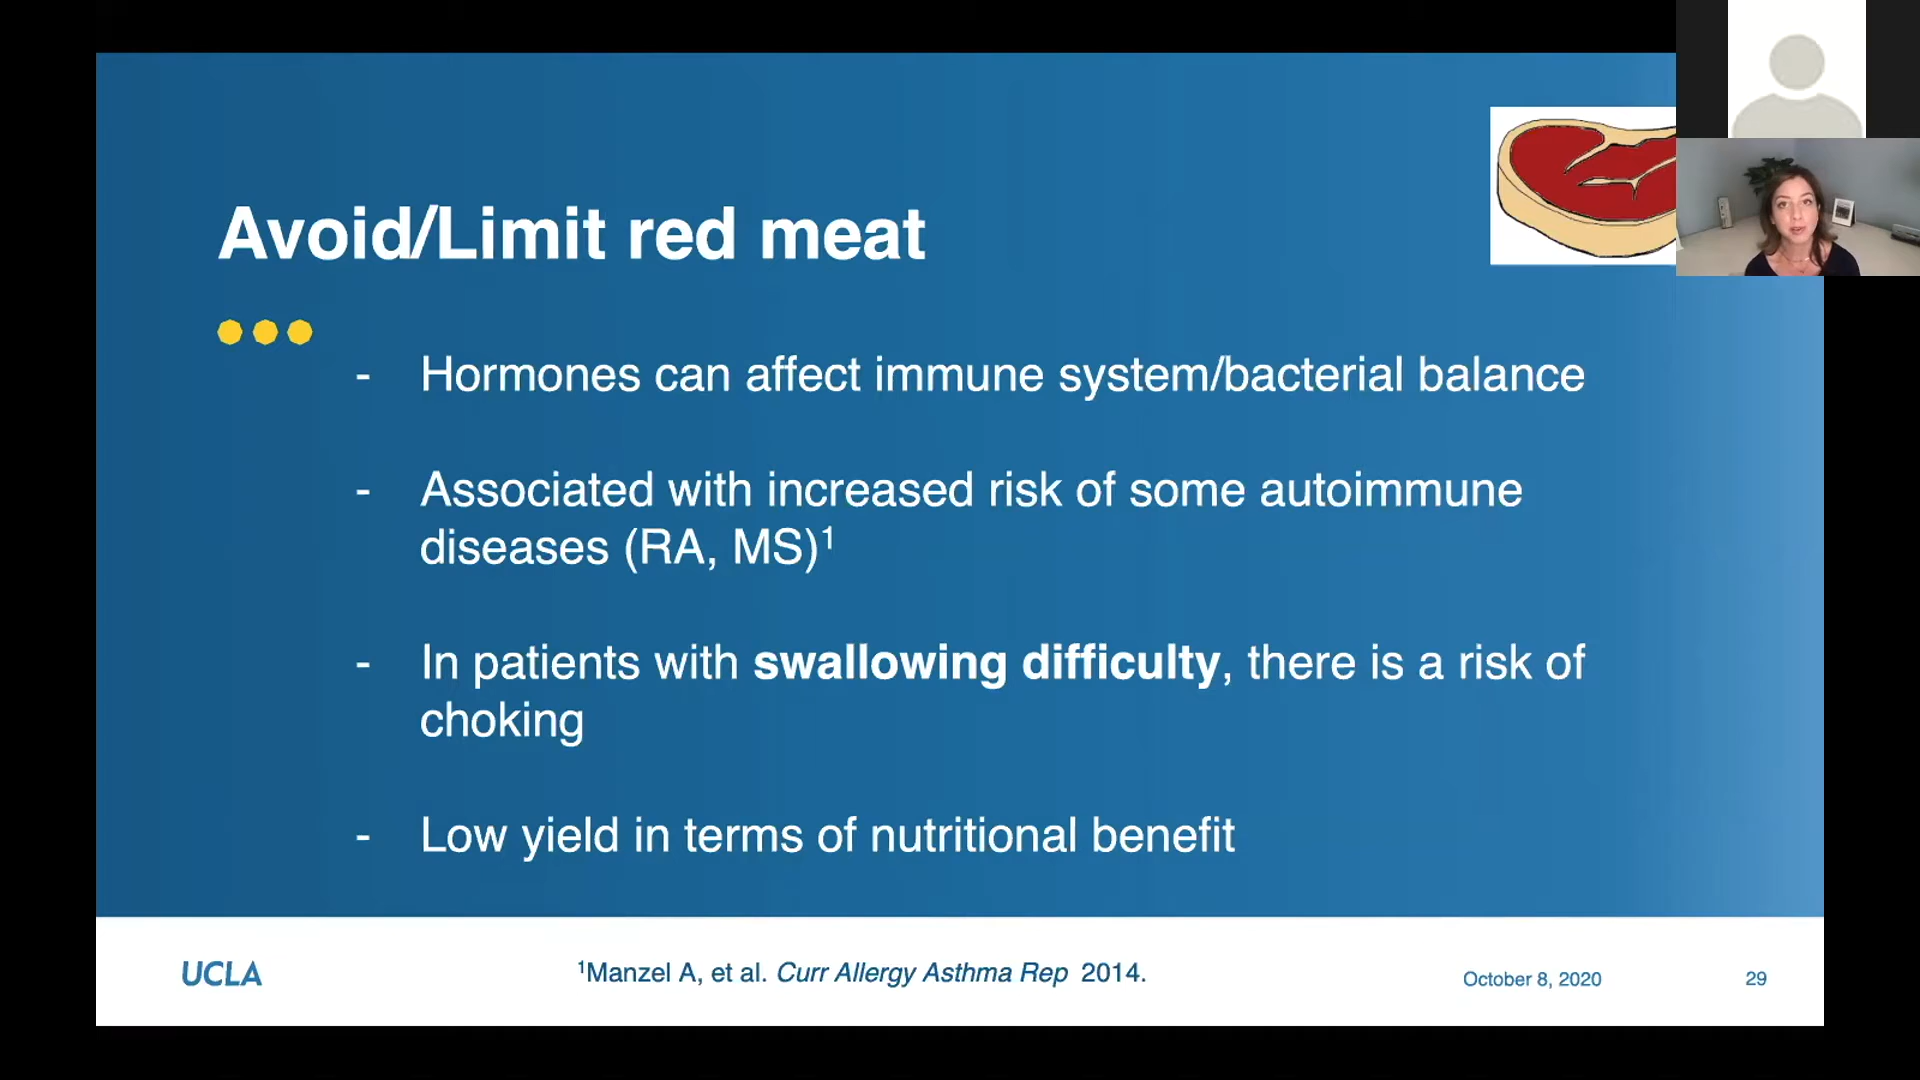 Avoid/Limit red meat
- Hormones can affect immune system/bacterial balance
- Associated with increased risk of some autoimmune
diseases (RA, MS)¹
- In patients with swallowing difficulty, there is a risk of
choking
- Low yield in terms of nutritional benefit
UCLA
¹Manzel A, et al. Curr Allergy Asthma Rep 2014.
October 8, 2020
29